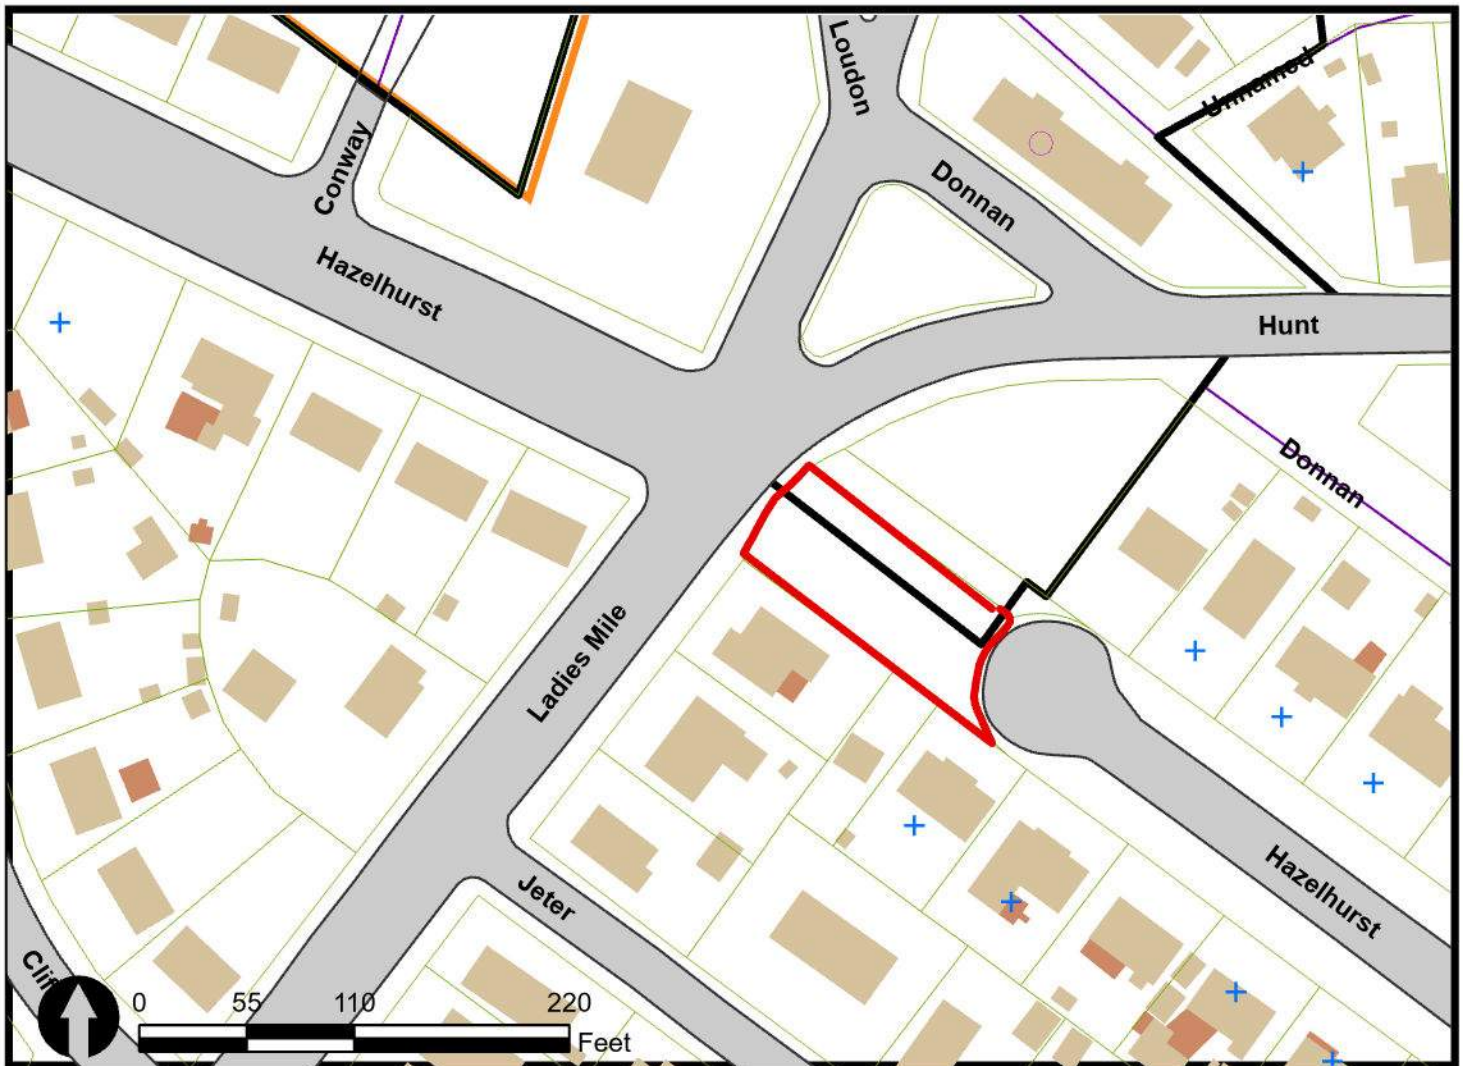 Loudon
Unnamed
Conway
Donnan
Hazelhurst
Hunt
Donnan
Ladies Mile
Jeter
Hazelhurst
0 55 110 220
Feet